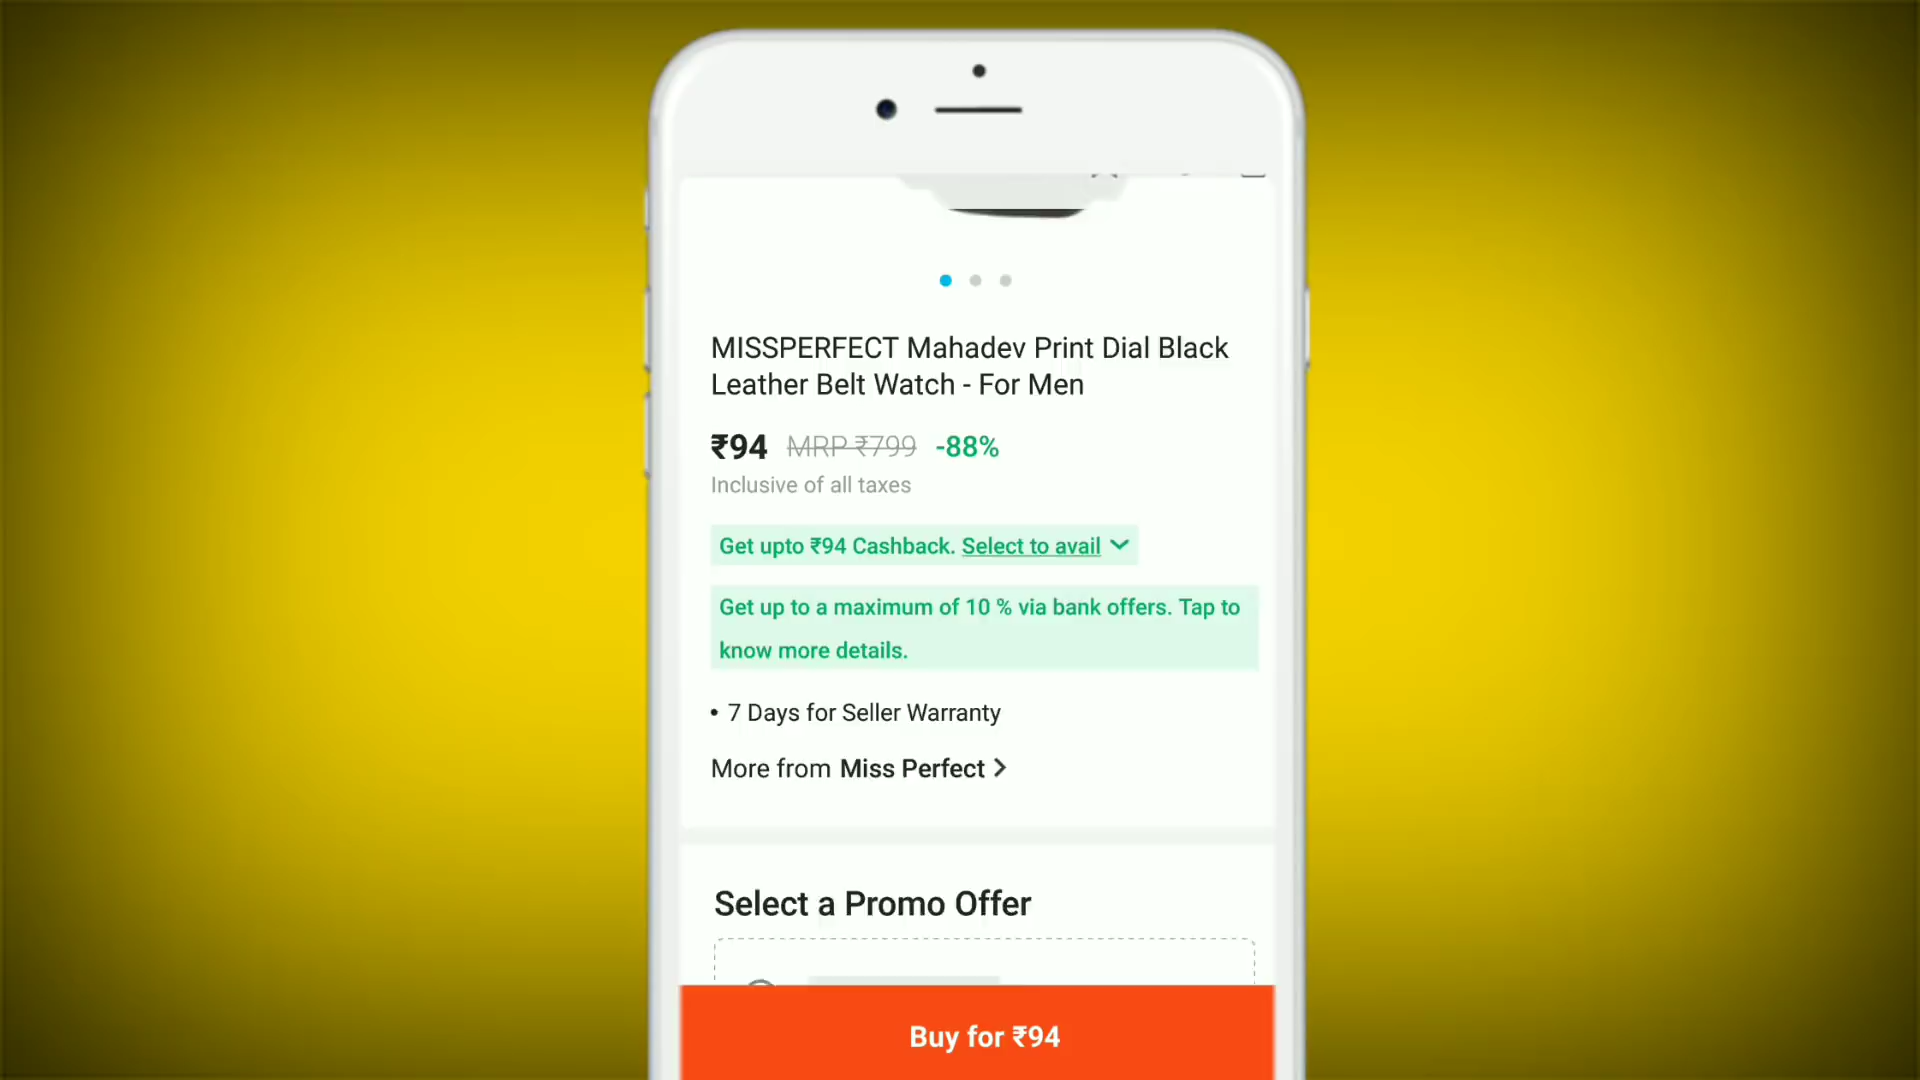 MISSPERFECT Mahadev Print Dial Black
Leather Belt Watch - For Men
₹94 MRP ₹799 -88%
Inclusive of all taxes
Get upto ₹94 Cashback. Select to avail
Get up to a maximum of 10 % via bank offers. Tap to
know more details.
• 7 Days for Seller Warranty
More from Miss Perfect >
Select a Promo Offer
Buy for ₹94